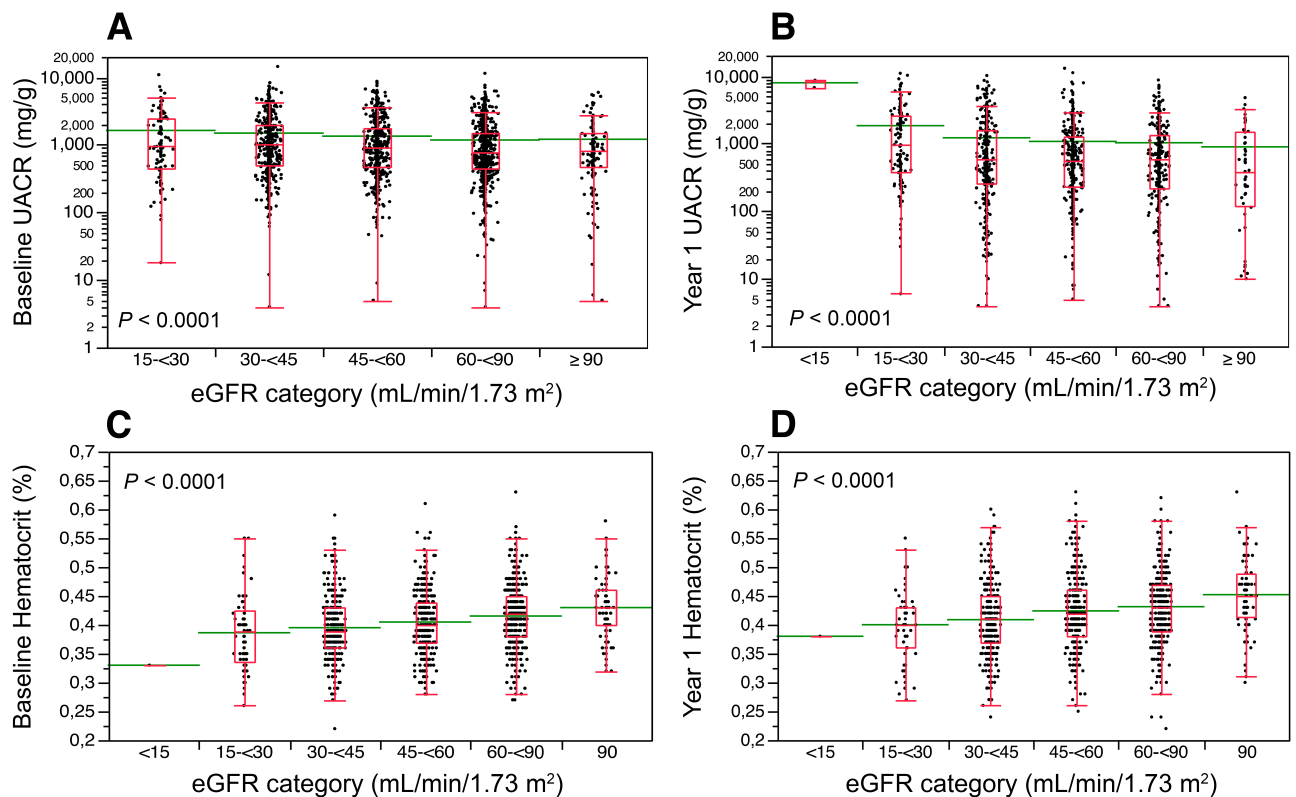 A
Baseline UACR (mg/g)
20,000
10,000
5,000
2,000
1,000
500
200
100
50
20
10
5
2
1
P < 0.0001
15-<30 30-<45 45-<60 60-<90 ≥90
eGFR category (mL/min/1.73 m²)
B
Year 1 UACR (mg/g)
20,000
10,000
5,000
2,000
1,000
500
200
100
50
20
10
5
2
1
P < 0.0001
<15 15-<30 30-<45 45-<60 60-<90 ≥90
eGFR category (mL/min/1.73 m²)
C
Baseline Hematocrit (%)
0,7
0,65
0,6
0,55
0,5
0,45
0,4
0,35
0,3
0,25
0,2
P < 0.0001
<15 15-<30 30-<45 45-<60 60-<90 90
eGFR category (mL/min/1.73 m²)
D
Year 1 Hematocrit (%)
0,7
0,65
0,6
0,55
0,5
0,45
0,4
0,35
0,3
0,25
0,2
P < 0.0001
<15 15-<30 30-<45 45-<60 60-<90 90
eGFR category (mL/min/1.73 m²)